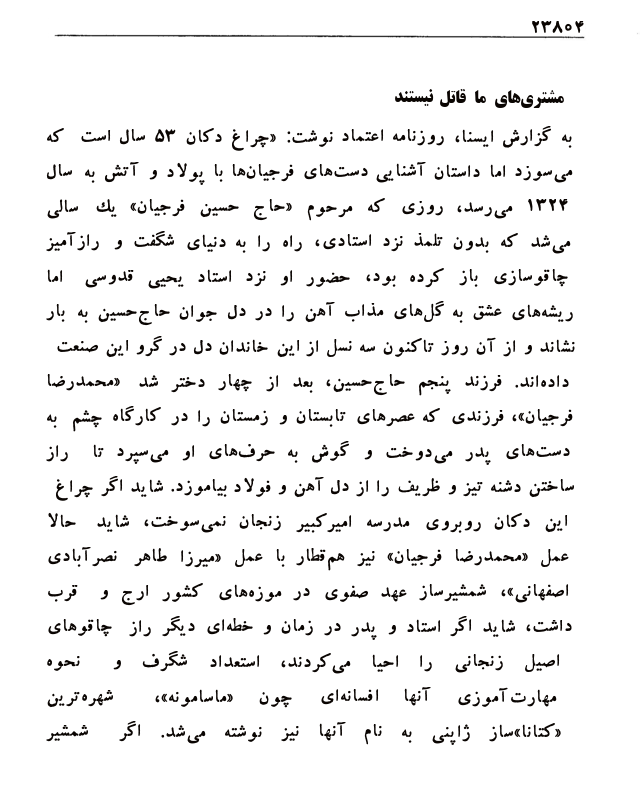 ۲۳۸۰۴
مشتری‌های ما قاتل نیستند
به گزارش ایسنا، روزنامه اعتماد نوشت: «چراغ دکان ۵۳ سال است که
می‌سوزد اما داستان آشنایی دست‌های فرجیان‌ها با پولاد و آتش به سال
۱۳۲۴ می‌رسد، روزی که مرحوم «حاج حسین فرجیان» یك سالی
می‌شد که بدون تلمذ نزد استادی، راه را به دنیای شگفت و رازآمیز
چاقوسازی باز کرده بود، حضور او نزد استاد یحیی قدوسی اما
ریشه‌های عشق به گل‌های مذاب آهن را در دل جوان حاج‌حسین به بار
نشاند و از آن روز تاکنون سه نسل از این خاندان دل در گرو این صنعت
داده‌اند. فرزند پنجم حاج‌حسین، بعد از چهار دختر شد «محمدرضا
فرجیان»، فرزندی که عصرهای تابستان و زمستان را در کارگاه چشم به
دست‌های پدر می‌دوخت و گوش به حرف‌های او می‌سپرد تا راز
ساختن دشنه تیز و ظریف را از دل آهن و فولاد بیاموزد. شاید اگر چراغ
این دکان روبروی مدرسه امیرکبیر زنجان نمی‌سوخت، شاید حالا
عمل «محمدرضا فرجیان» نیز هم‌قطار با عمل «میرزا طاهر نصرآبادی
اصفهانی»، شمشیرساز عهد صفوی در موزه‌های کشور ارج و قرب
داشت، شاید اگر استاد و پدر در زمان و خطه‌ای دیگر راز چاقوهای
اصیل زنجانی را احیا می‌کردند، استعداد شگرف و نحوه
مهارت‌آموزی آنها افسانه‌ای چون «ماسامونه»، شهره‌ترین
«کتانا»ساز ژاپنی به نام آنها نیز نوشته می‌شد. اگر شمشیر